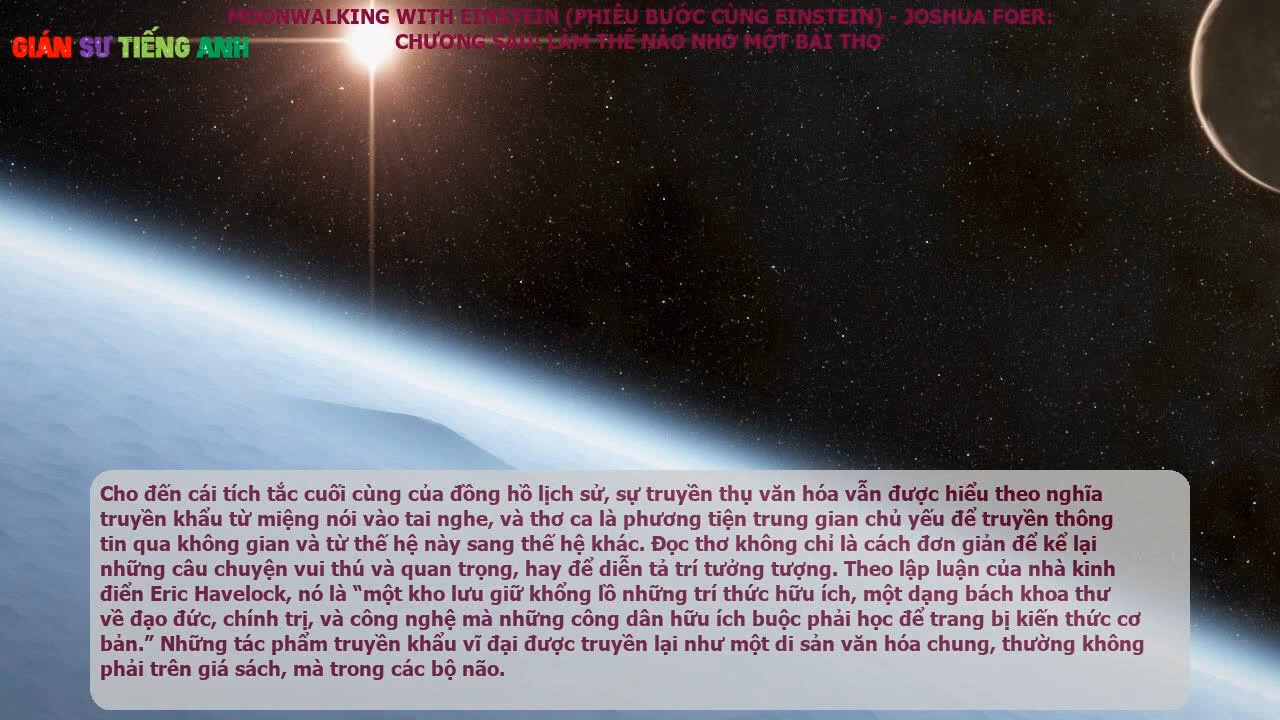 MOONWALKING WITH EINSTEIN (PHIÊU BƯỚC CÙNG EINSTEIN) - JOSHUA FOER:
CHƯƠNG SÁU: LÀM THẾ NÀO NHỚ MỘT BÀI THƠ
GIÁN SỨ TIẾNG ANH
Cho đến cái tích tắc cuối cùng của đồng hồ lịch sử, sự truyền thụ văn hóa vẫn được hiểu theo nghĩa
truyền khẩu từ miệng nói vào tai nghe, và thơ ca là phương tiện trung gian chủ yếu để truyền thông
tin qua không gian và từ thế hệ này sang thế hệ khác. Đọc thơ không chỉ là cách đơn giản để kể lại
những câu chuyện vui thú và quan trọng, hay để diễn tả trí tưởng tượng. Theo lập luận của nhà kinh
điển Eric Havelock, nó là “một kho lưu giữ khổng lồ những trí thức hữu ích, một dạng bách khoa thư
về đạo đức, chính trị, và công nghệ mà những công dân hữu ích buộc phải học để trang bị kiến thức cơ
bản.” Những tác phẩm truyền khẩu vĩ đại được truyền lại như một di sản văn hóa chung, thường không
phải trên giá sách, mà trong các bộ não.